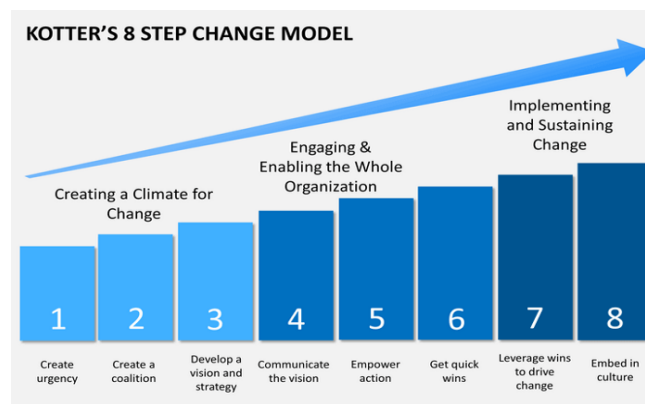 KOTTER'S 8 STEP CHANGE MODEL
Implementing
and Sustaining
Change
Engaging &
Enabling the Whole
Organization
Creating a Climate for
Change
1
2
3
4
5
6
7
8
Create
urgency
Create a
coalition
Develop a
vision and
strategy
Communicate
the vision
Empower
action
Get quick
wins
Leverage wins
to drive
change
Embed in
culture